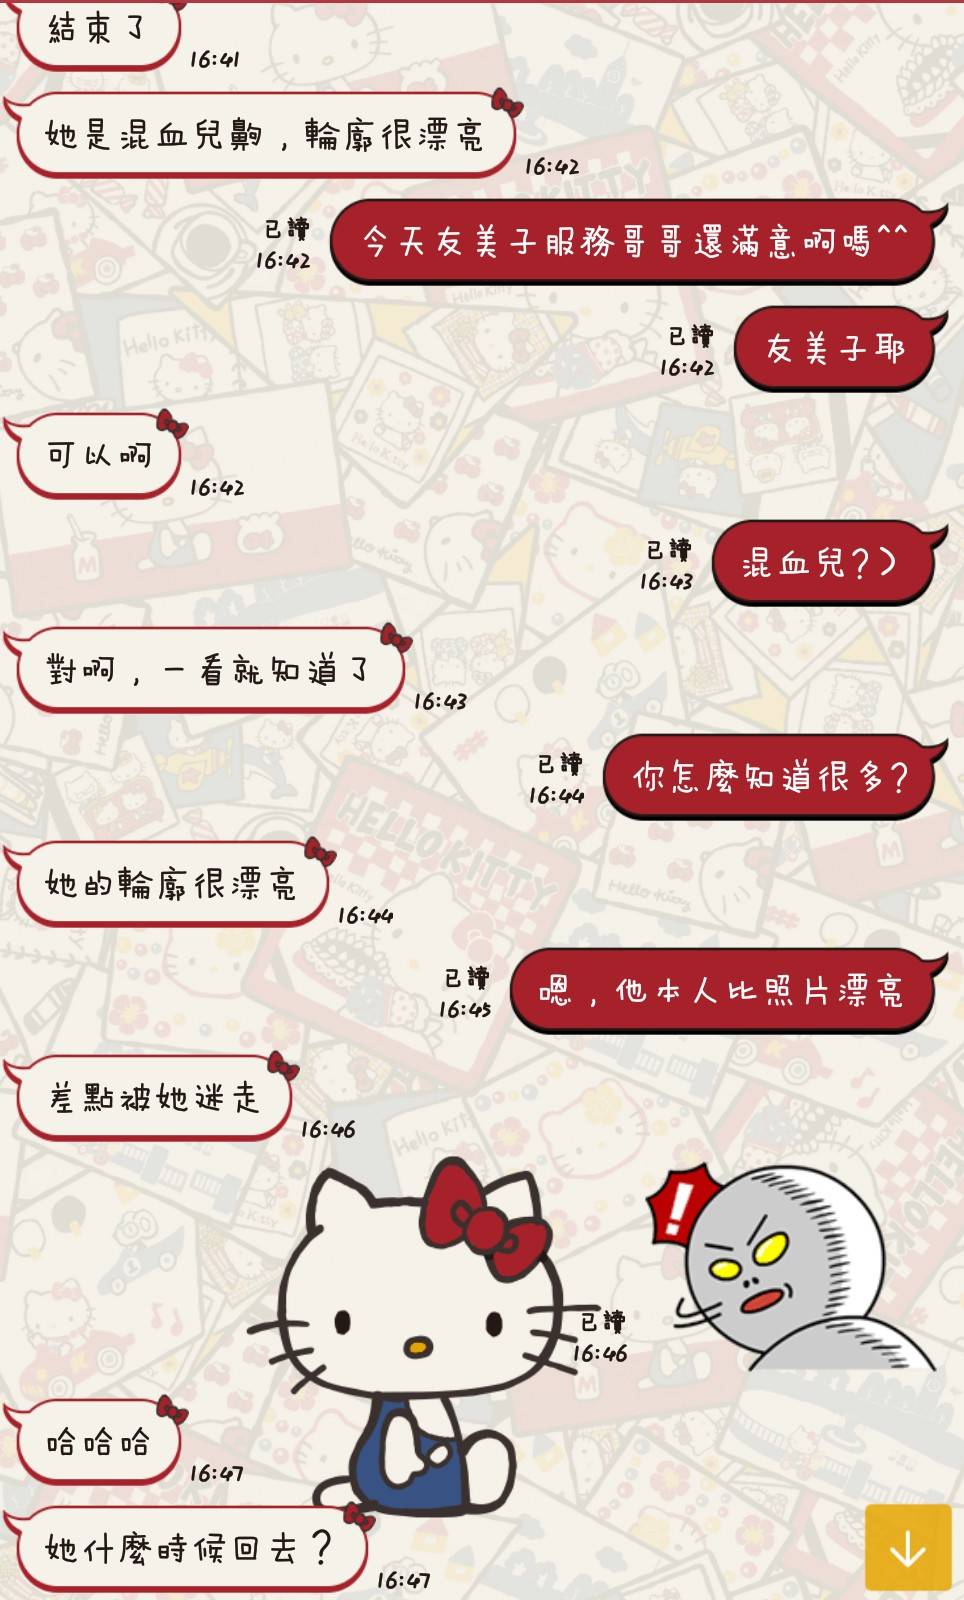 結束了
16:41
她是混血兒齁，輪廓很漂亮
16:42
今天友美子服務哥哥還滿意啊嗎^^
已讀
16:42
友美子耶
已讀
16:42
可以啊
16:42
混血兒?)
已讀
16:43
對啊，一看就知道了
16:43
你怎麼知道很多?
已讀
16:44
她的輪廓很漂亮
16:44
嗯，他本人比照片漂亮
已讀
16:45
差點被她迷走
16:46
!
已讀
16:46
哈哈哈
16:47
她什麼時候回去？
16:47
HELLO KITTY
Hello Kitty